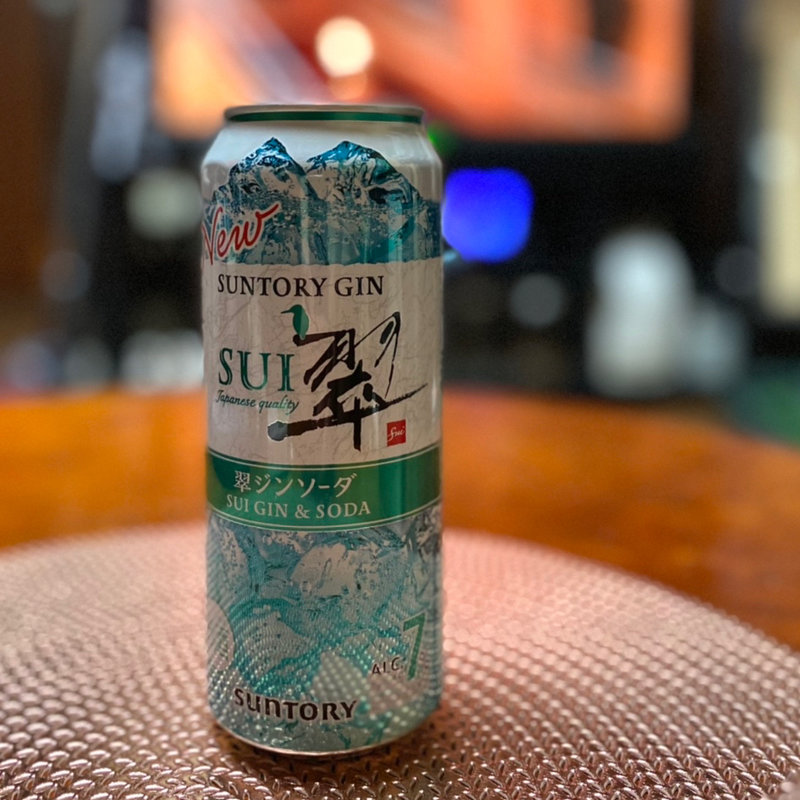 New
SUNTORY GIN
SUI 翠
Japanese quality
Sui
翠ジンソーダ
SUI GIN & SODA
ALC. 7
SUNTORY